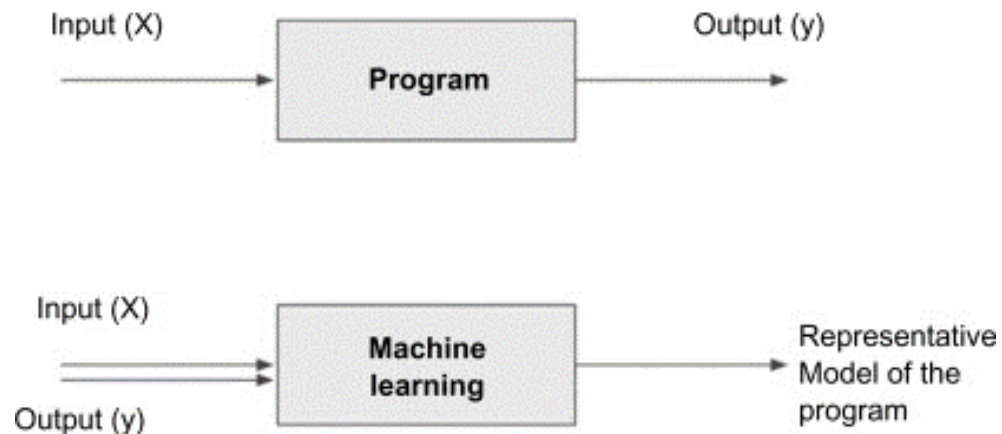 Input (X)
Output (y)
Program
Input (X)
Machine
learning
Output (y)
Representative
Model of the
program